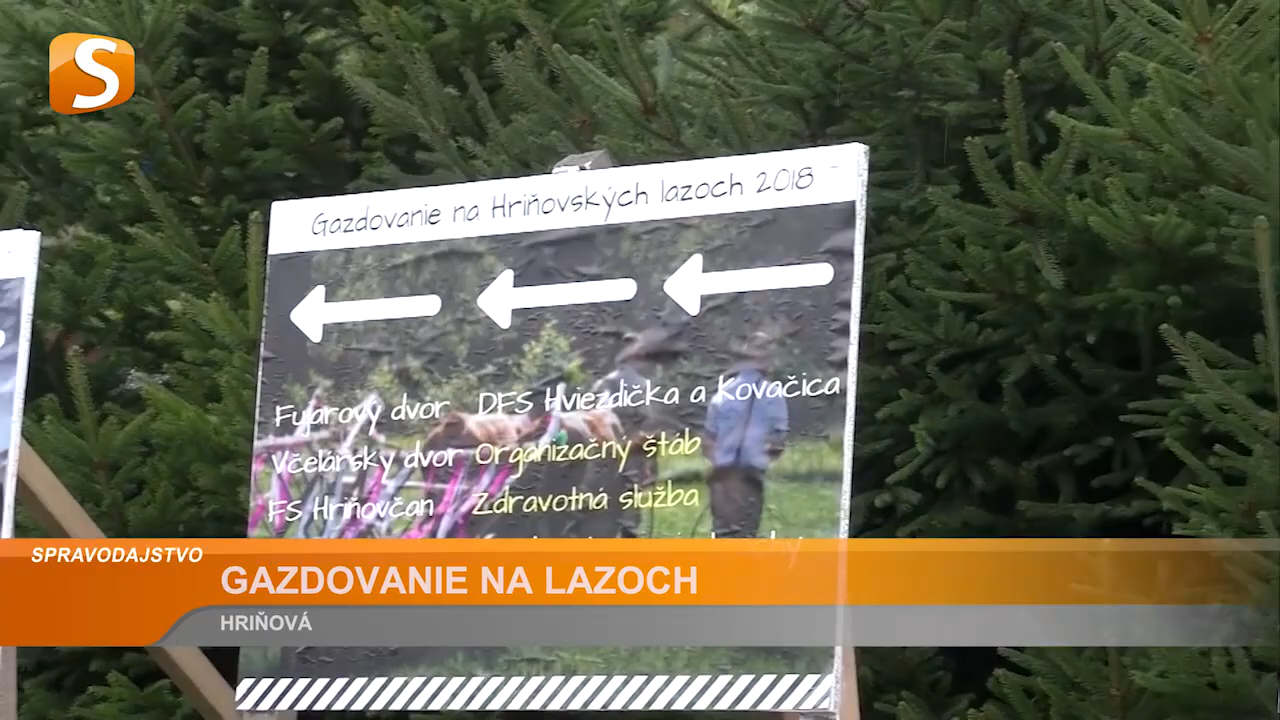 S
Gazdovanie na Hriňovských lazoch 2018
Fujarový dvor DFS Hviezdička a Kovačica
Včelársky dvor Organizačný štáb
FS Hriňovčan Zdravotná služba
SPRAVODAJSTVO
GAZDOVANIE NA LAZOCH
HRIŇOVÁ